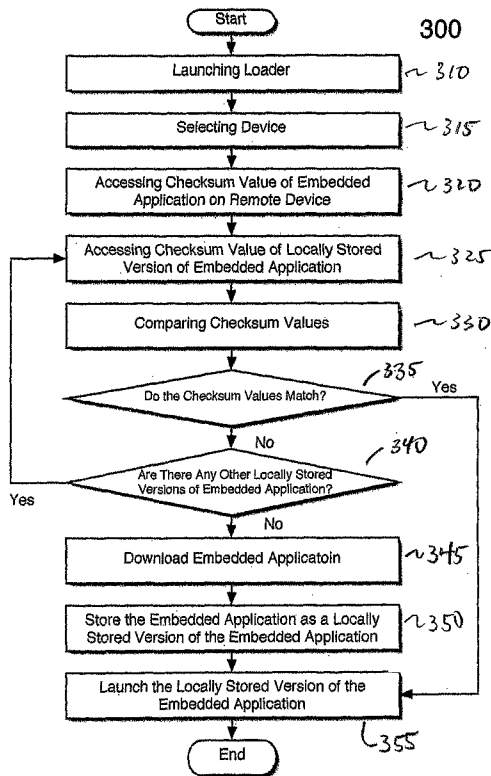 Start
300
Launching Loader
310
Selecting Device
315
Accessing Checksum Value of Embedded
Application on Remote Device
320
Accessing Checksum Value of Locally Stored
Version of Embedded Application
325
Comparing Checksum Values
330
335
Do the Checksum Values Match?
Yes
No
340
Are There Any Other Locally Stored
Versions of Embedded Application?
Yes
No
Download Embedded Applicatoin
345
Store the Embedded Application as a Locally
Stored Version of the Embedded Application
350
Launch the Locally Stored Version of the
Embedded Application
355
End